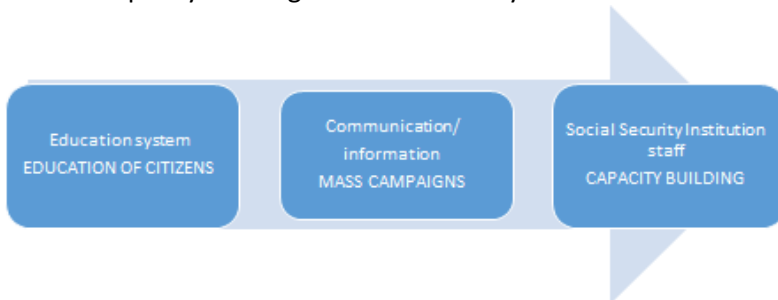 Education system
EDUCATION OF CITIZENS
Communication/
information
MASS CAMPAIGNS
Social Security Institution
staff
CAPACITY BUILDING